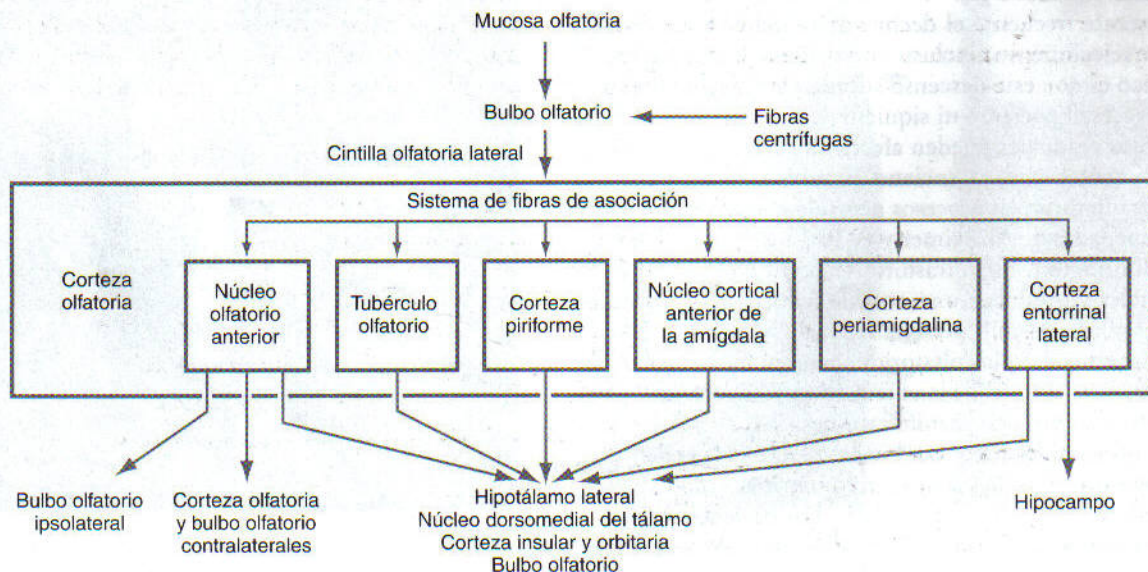 Mucosa olfatoria
Bulbo olfatorio
Fibras
centrífugas
Cintilla olfatoria lateral
Sistema de fibras de asociación
Corteza
olfatoria
Núcleo
olfatorio
anterior
Tubérculo
olfatorio
Corteza
piriforme
Núcleo cortical
anterior de
la amígdala
Corteza
periamigdalina
Corteza
entorrinal
lateral
Bulbo olfatorio
ipsolateral
Corteza olfatoria
y bulbo olfatorio
contralaterales
Hipotálamo lateral
Núcleo dorsomedial del tálamo
Corteza insular y orbitaria
Bulbo olfatorio
Hipocampo